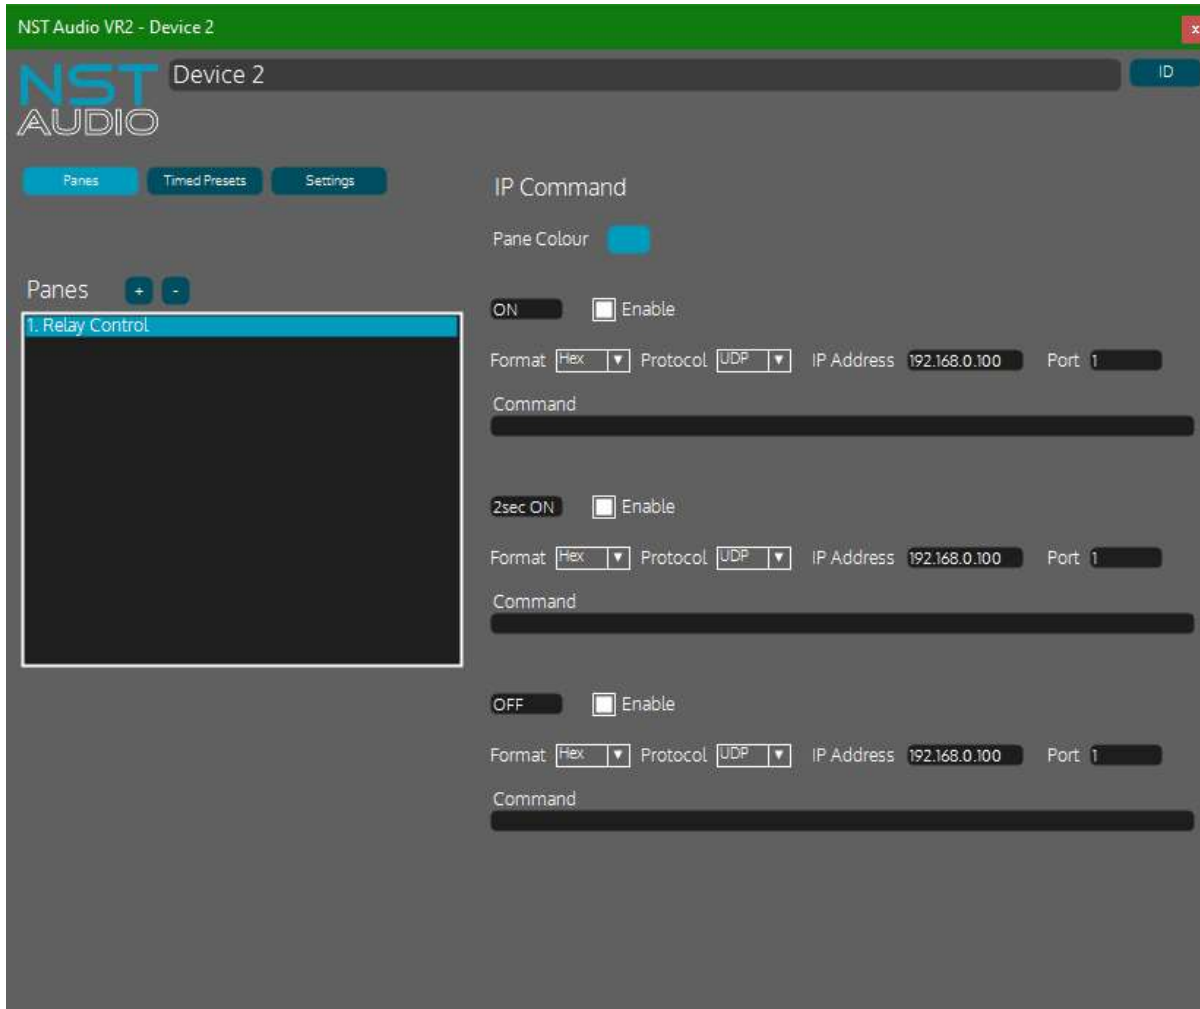 NST Audio VR2 - Device 2
x
NST
AUDIO
Device 2
ID
Panes
Timed Presets
Settings
Panes
+
-
1. Relay Control
IP Command
Pane Colour
ON
Enable
Format Hex ▼ Protocol UDP ▼ IP Address 192.168.0.100 Port 1
Command
2sec ON
Enable
Format Hex ▼ Protocol UDP ▼ IP Address 192.168.0.100 Port 1
Command
OFF
Enable
Format Hex ▼ Protocol UDP ▼ IP Address 192.168.0.100 Port 1
Command